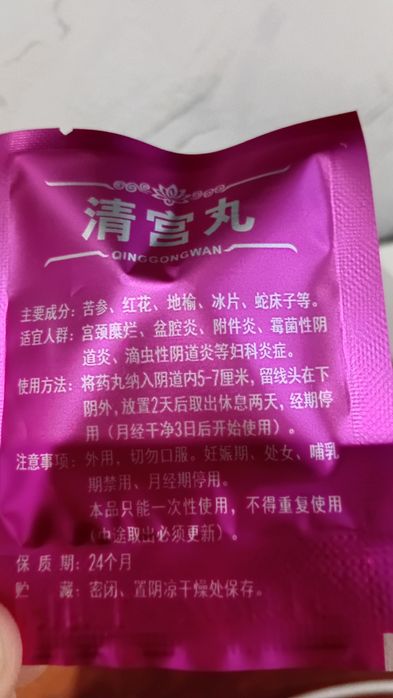 清宫丸
QINGGONGWAN
主要成分：苦参、红花、地榆、冰片、蛇床子等。
适宜人群：宫颈糜烂、盆腔炎、附件炎、霉菌性阴
道炎、滴虫性阴道炎等妇科炎症。
使用方法：将药丸纳入阴道内5-7厘米，留线头在下
阴外，放置2天后取出休息两天，经期停
用（月经干净3日后开始使用）。
注意事项：外用，切勿口服。妊娠期、处女、哺乳
期禁用、月经期停用。
本品只能一次性使用，不得重复使用
（中途取出必须更新）。
保 质 期：24个月
贮 藏：密闭、置阴凉干燥处保存。